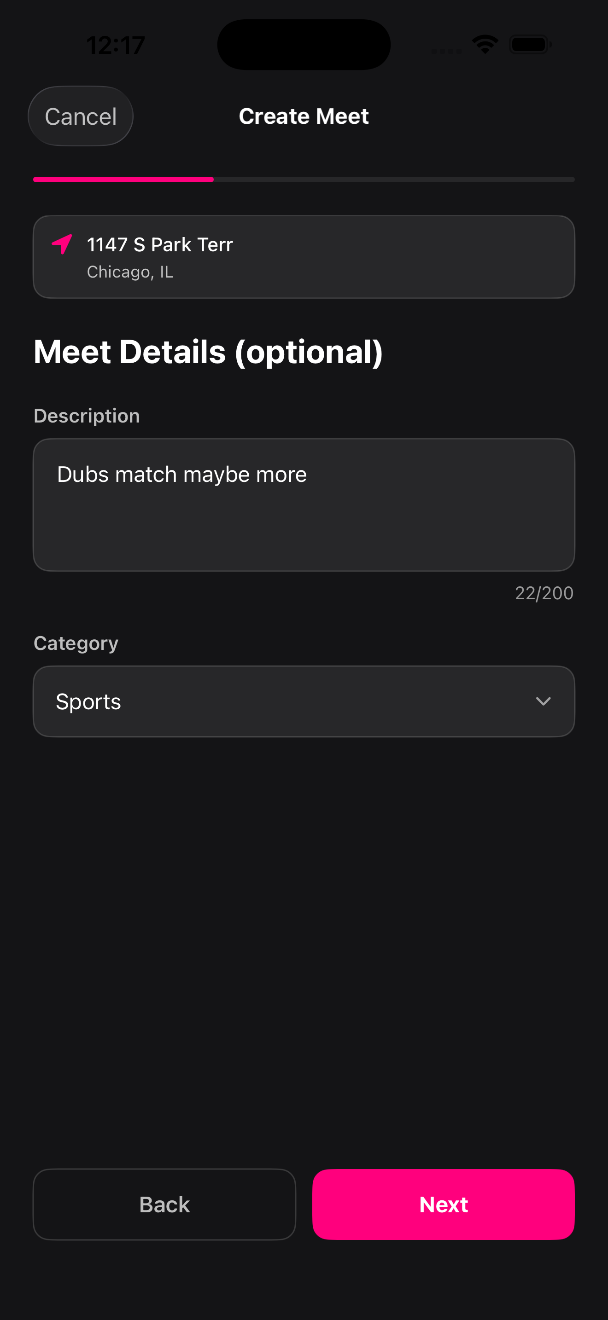 12:17
Cancel
Create Meet
1147 S Park Terr
Chicago, IL
Meet Details (optional)
Description
Dubs match maybe more
22/200
Category
Sports
Back
Next